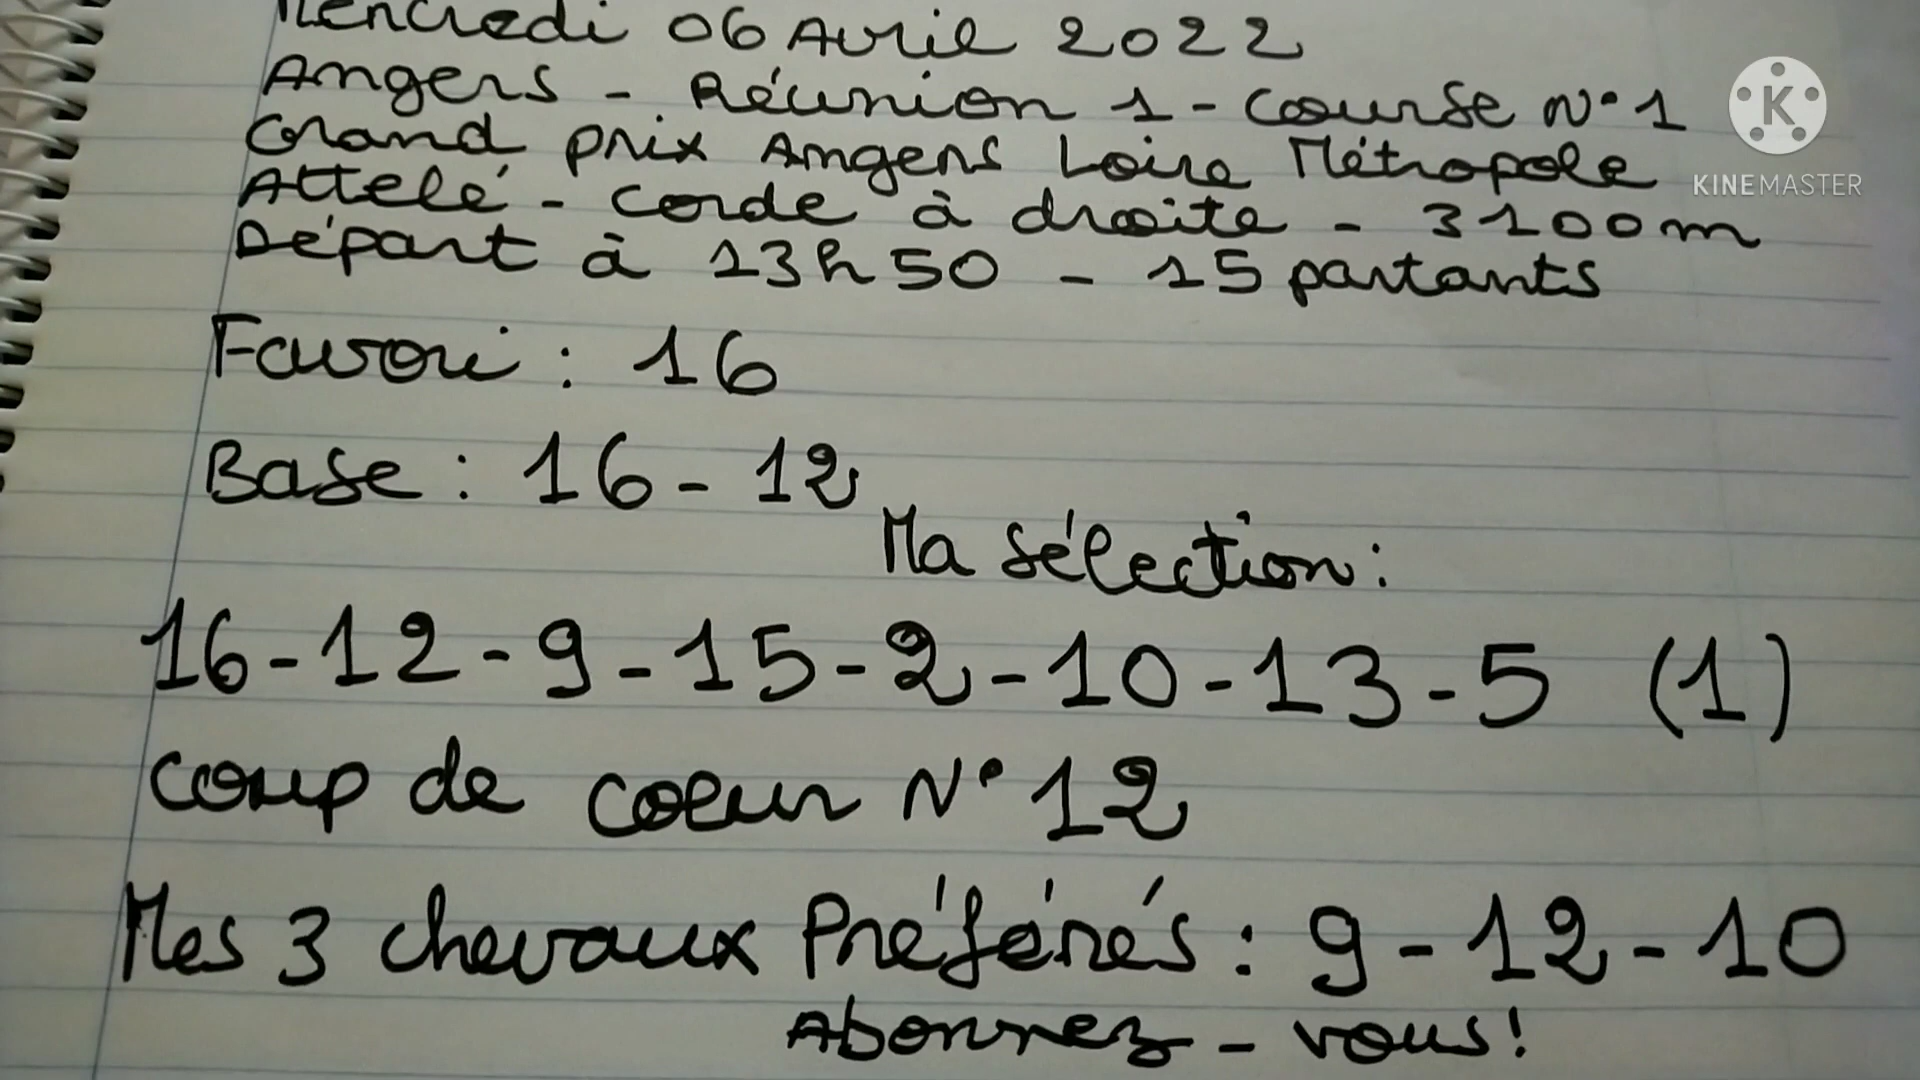 Mercredi 06 Avril 2022
Angers - Réunion 1 - Course N°1
Grand prix Angers Loire Métropole
Attelé - Corde à droite - 3100m
Départ à 13h50 - 15 partants
Favori : 16
Base : 16 - 12
Ma sélection :
16 - 12 - 9 - 15 - 2 - 10 - 13 - 5 (1)
Coup de coeur N° 12
Mes 3 chevaux Préférés : 9 - 12 - 10
Abonnez - vous !
K
KINEMASTER